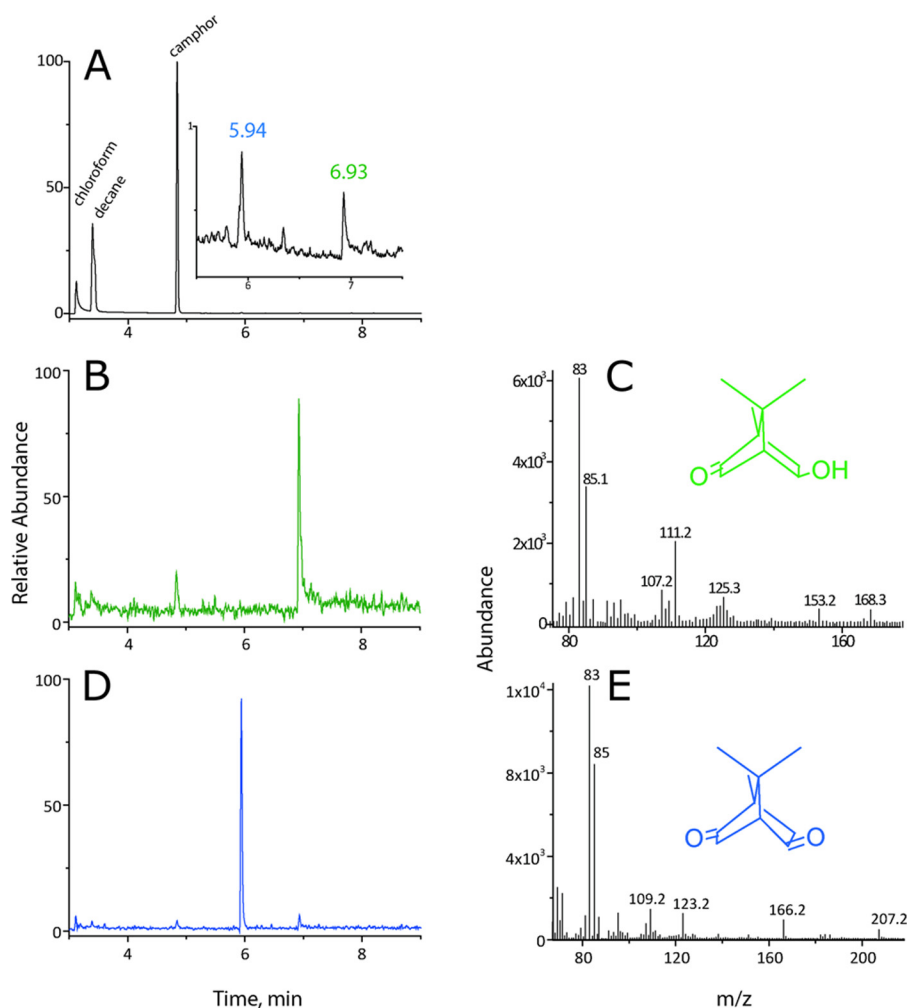 A
chloroform
decane
camphor
100
50
0
4
6
8
1
5.94
6.93
6
7
B
100
50
0
4
6
8
Relative Abundance
C
6x10³
4x10³
2x10³
0
83
85.1
107.2
111.2
125.3
153.2
168.3
O
OH
80
120
160
Abundance
D
100
50
0
4
6
8
Time, min
E
1x10⁴
8x10³
4x10³
0
83
85
109.2
123.2
166.2
207.2
O
O
80
120
160
200
m/z